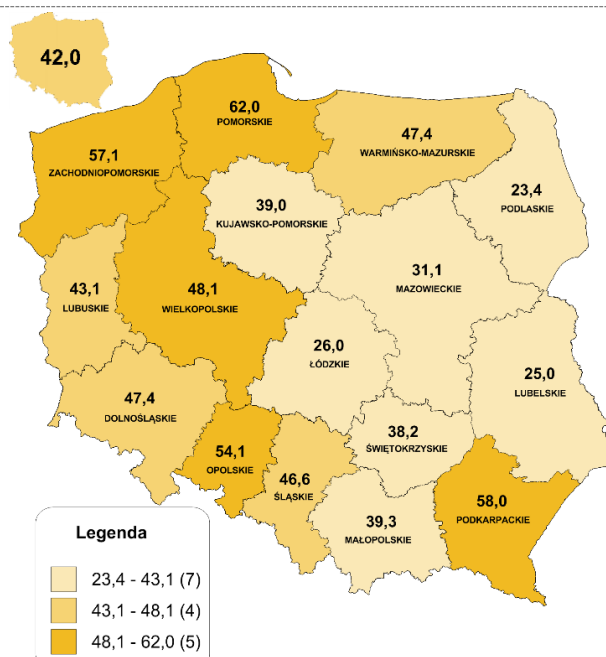 42,0
62,0
POMORSKIE
47,4
WARMIŃSKO-MAZURSKIE
57,1
ZACHODNIOPOMORSKIE
23,4
PODLASKIE
39,0
KUJAWSKO-POMORSKIE
31,1
MAZOWIECKIE
43,1
LUBUSKIE
48,1
WIELKOPOLSKIE
26,0
ŁÓDZKIE
25,0
LUBELSKIE
47,4
DOLNOŚLĄSKIE
38,2
ŚWIĘTOKRZYSKIE
54,1
OPOLSKIE
46,6
ŚLĄSKIE
39,3
MAŁOPOLSKIE
58,0
PODKARPACKIE
Legenda
23,4 - 43,1 (7)
43,1 - 48,1 (4)
48,1 - 62,0 (5)